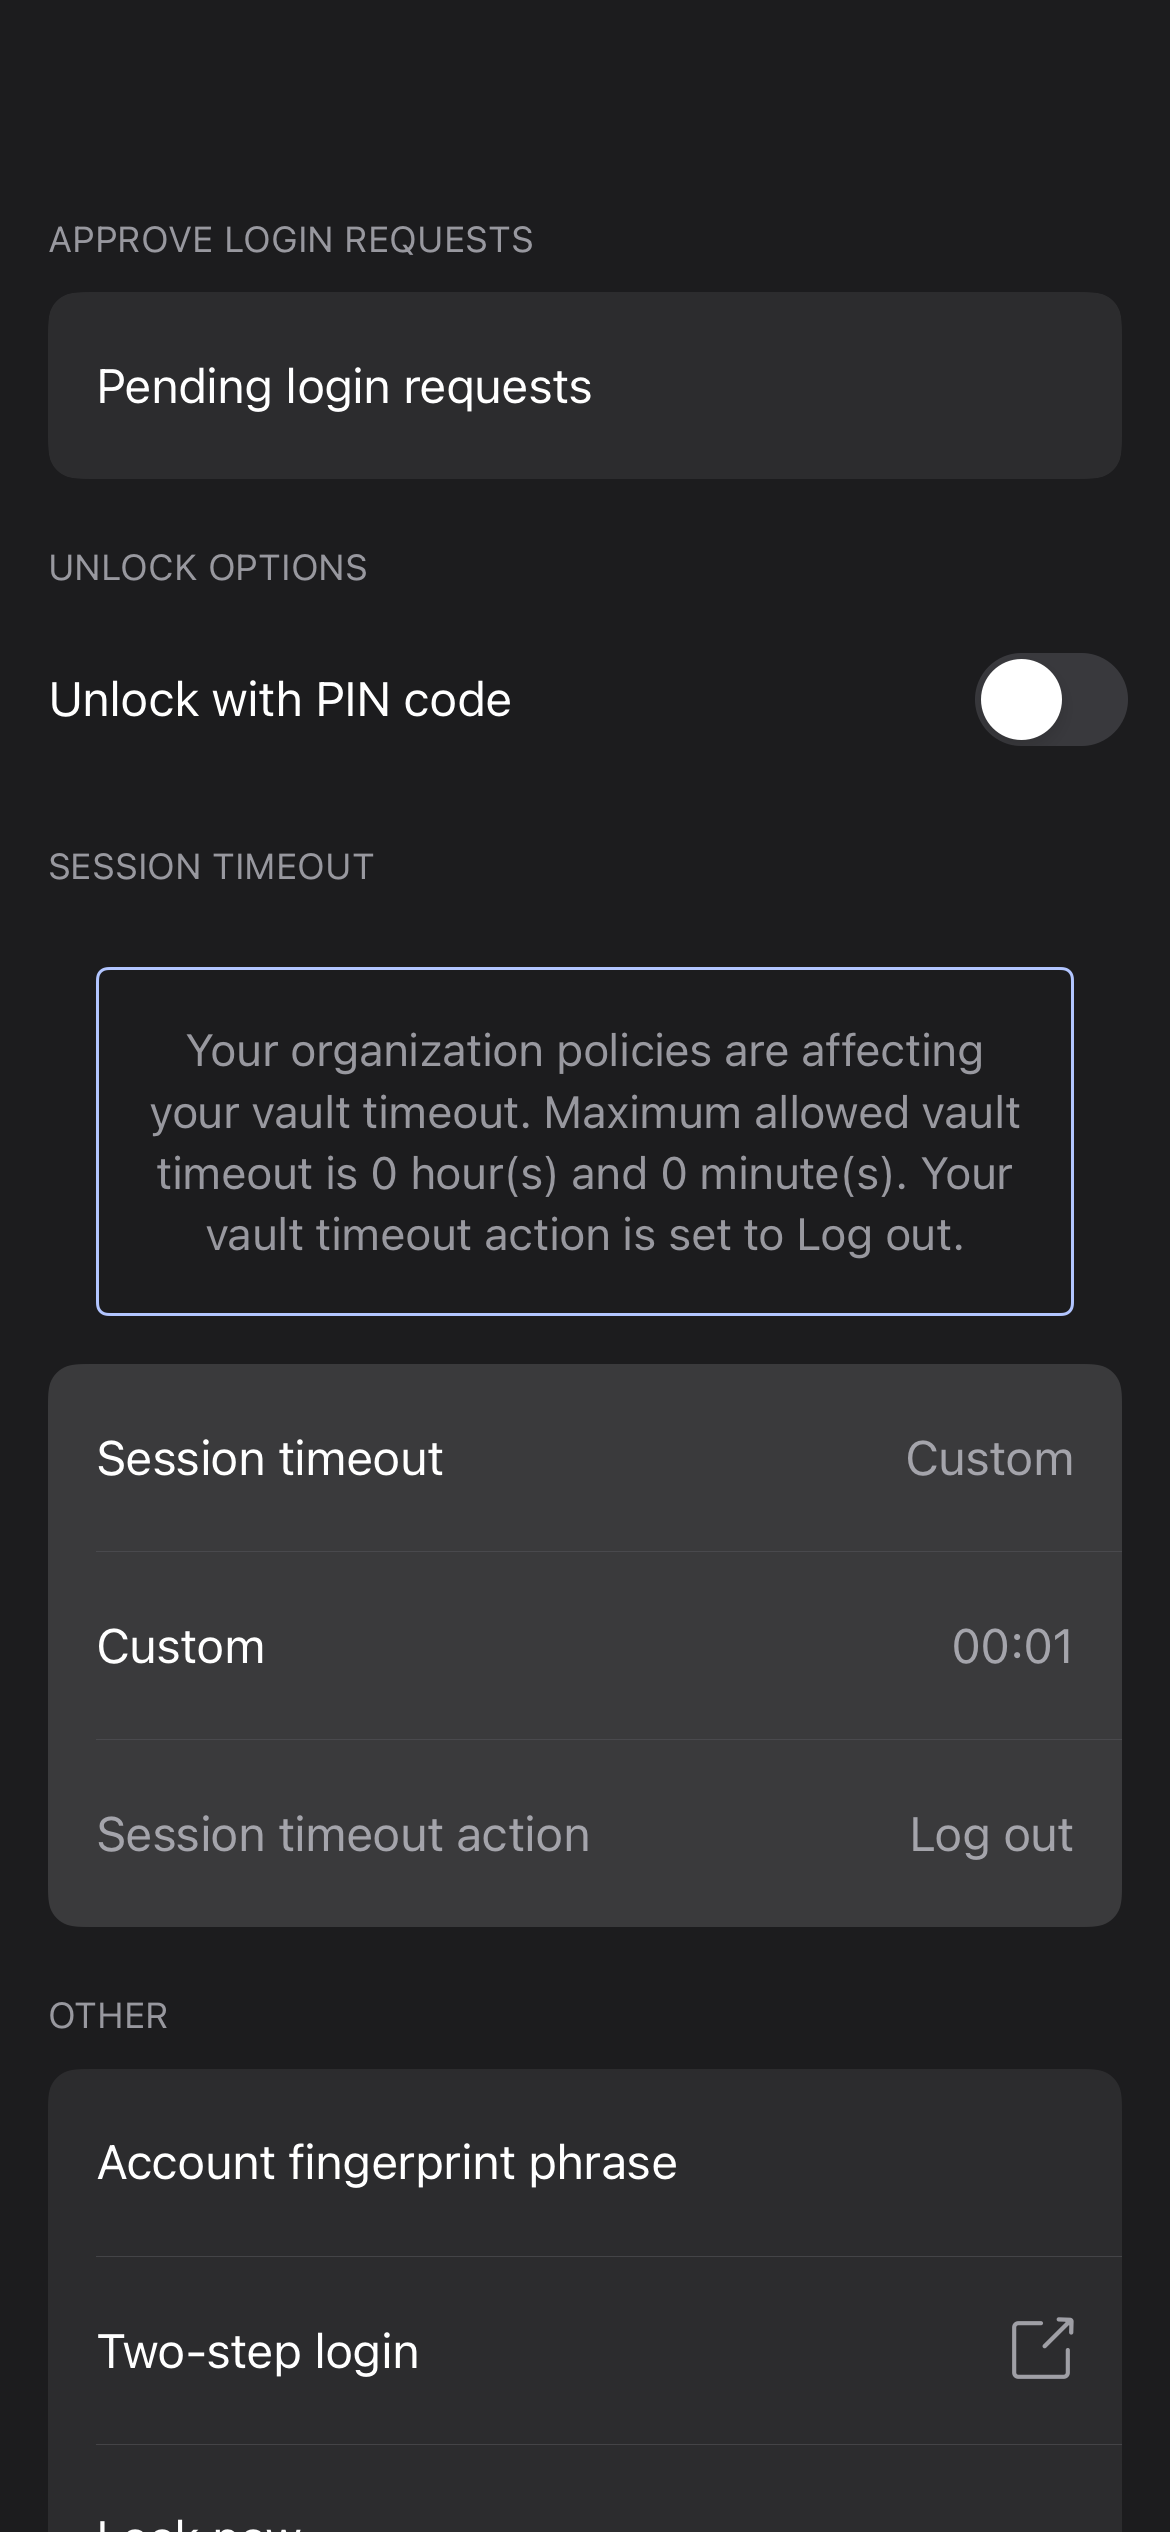 APPROVE LOGIN REQUESTS
Pending login requests
UNLOCK OPTIONS
Unlock with PIN code
SESSION TIMEOUT
Your organization policies are affecting
your vault timeout. Maximum allowed vault
timeout is 0 hour(s) and 0 minute(s). Your
vault timeout action is set to Log out.
Session timeout Custom
Custom 00:01
Session timeout action Log out
OTHER
Account fingerprint phrase
Two-step login
Lock now